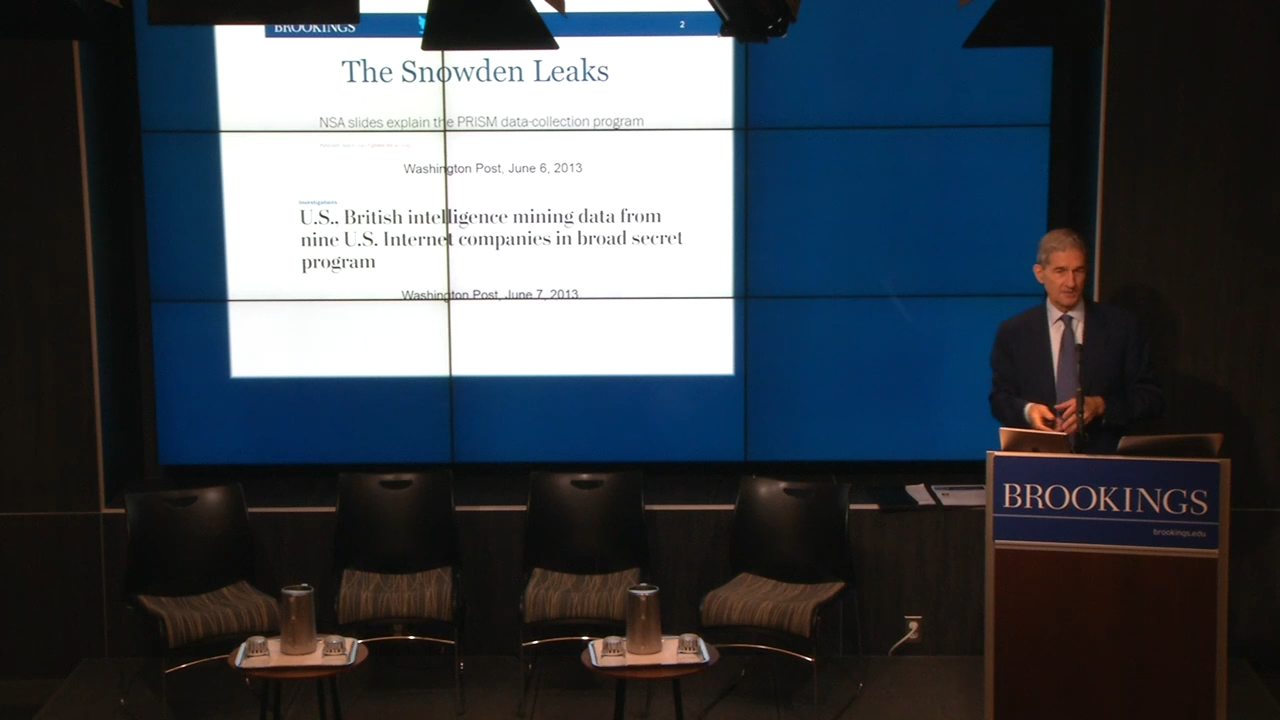 BROOKINGS
2
The Snowden Leaks
NSA slides explain the PRISM data-collection program
Washington Post, June 6, 2013
Investigations
U.S., British intelligence mining data from
nine U.S. Internet companies in broad secret
program
Washington Post, June 7, 2013
BROOKINGS
brookings.edu